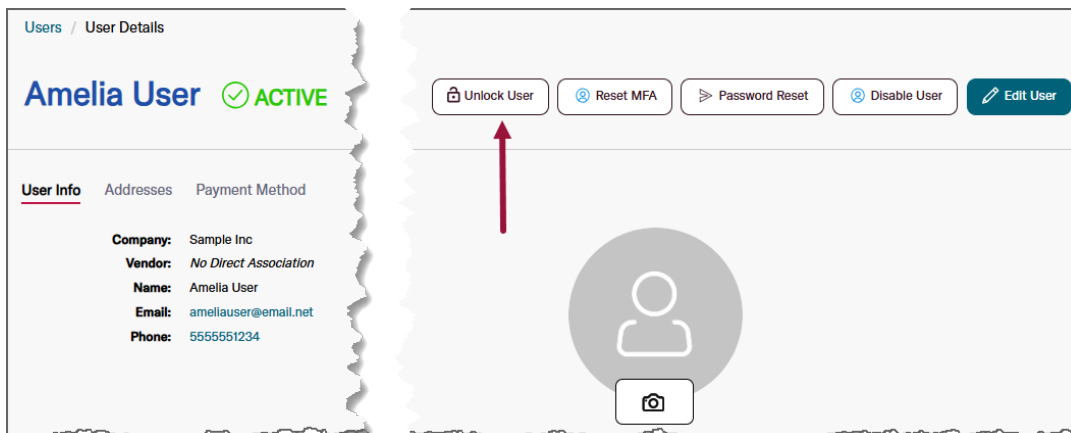 Users / User Details
Amelia User ACTIVE
Unlock User Reset MFA Password Reset Disable User Edit User
User Info Addresses Payment Method
Company: Sample Inc
Vendor: No Direct Association
Name: Amelia User
Email: ameliauser@email.net
Phone: 5555551234